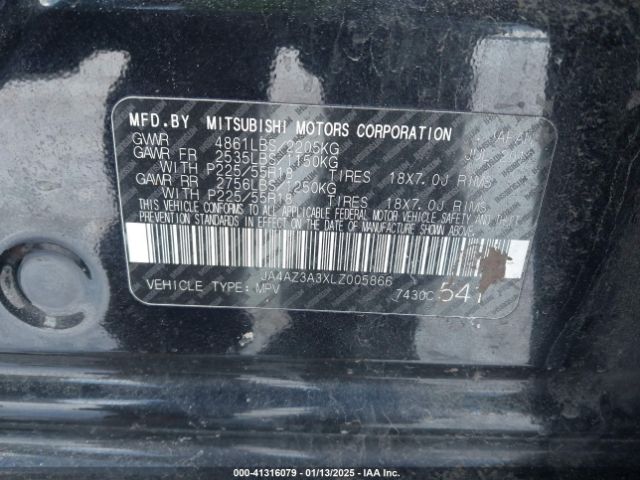 MFD.BY MITSUBISHI MOTORS CORPORATION
GVWR 4861LBS 2205KG
GAWR FR 2535LBS 1150KG
WITH P225/55R18 TIRES 18X7.0J RIMS
GAWR RR 2756LBS 1250KG
WITH P225/55R18 TIRES 18X7.0J RIMS
THIS VEHICLE CONFORMS TO ALL APPLICABLE FEDERAL MOTOR VEHICLE SAFETY AND THEFT
PREVENTION STANDARDS IN EFFECT ON THE DATE OF MANUFACTURE SHOWN ABOVE.
JA4AZ3A3XLZ005866
VEHICLE TYPE: MPV 7430C 541
000-41316079 - 01/13/2025 - IAA Inc.